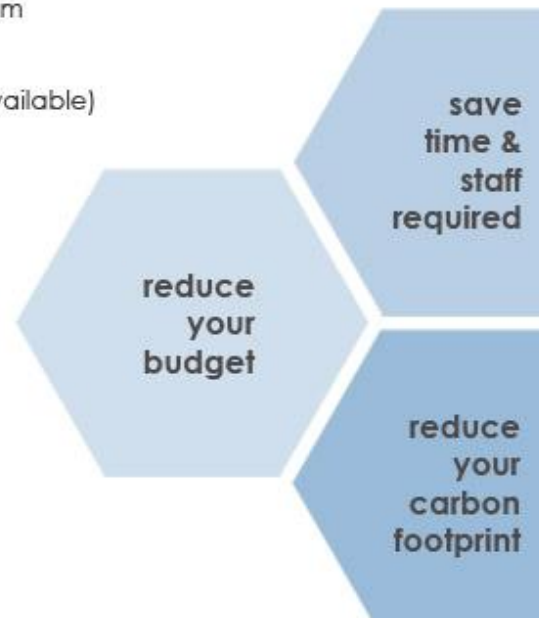 save
time &
staff
required
reduce
your
budget
reduce
your
carbon
footprint